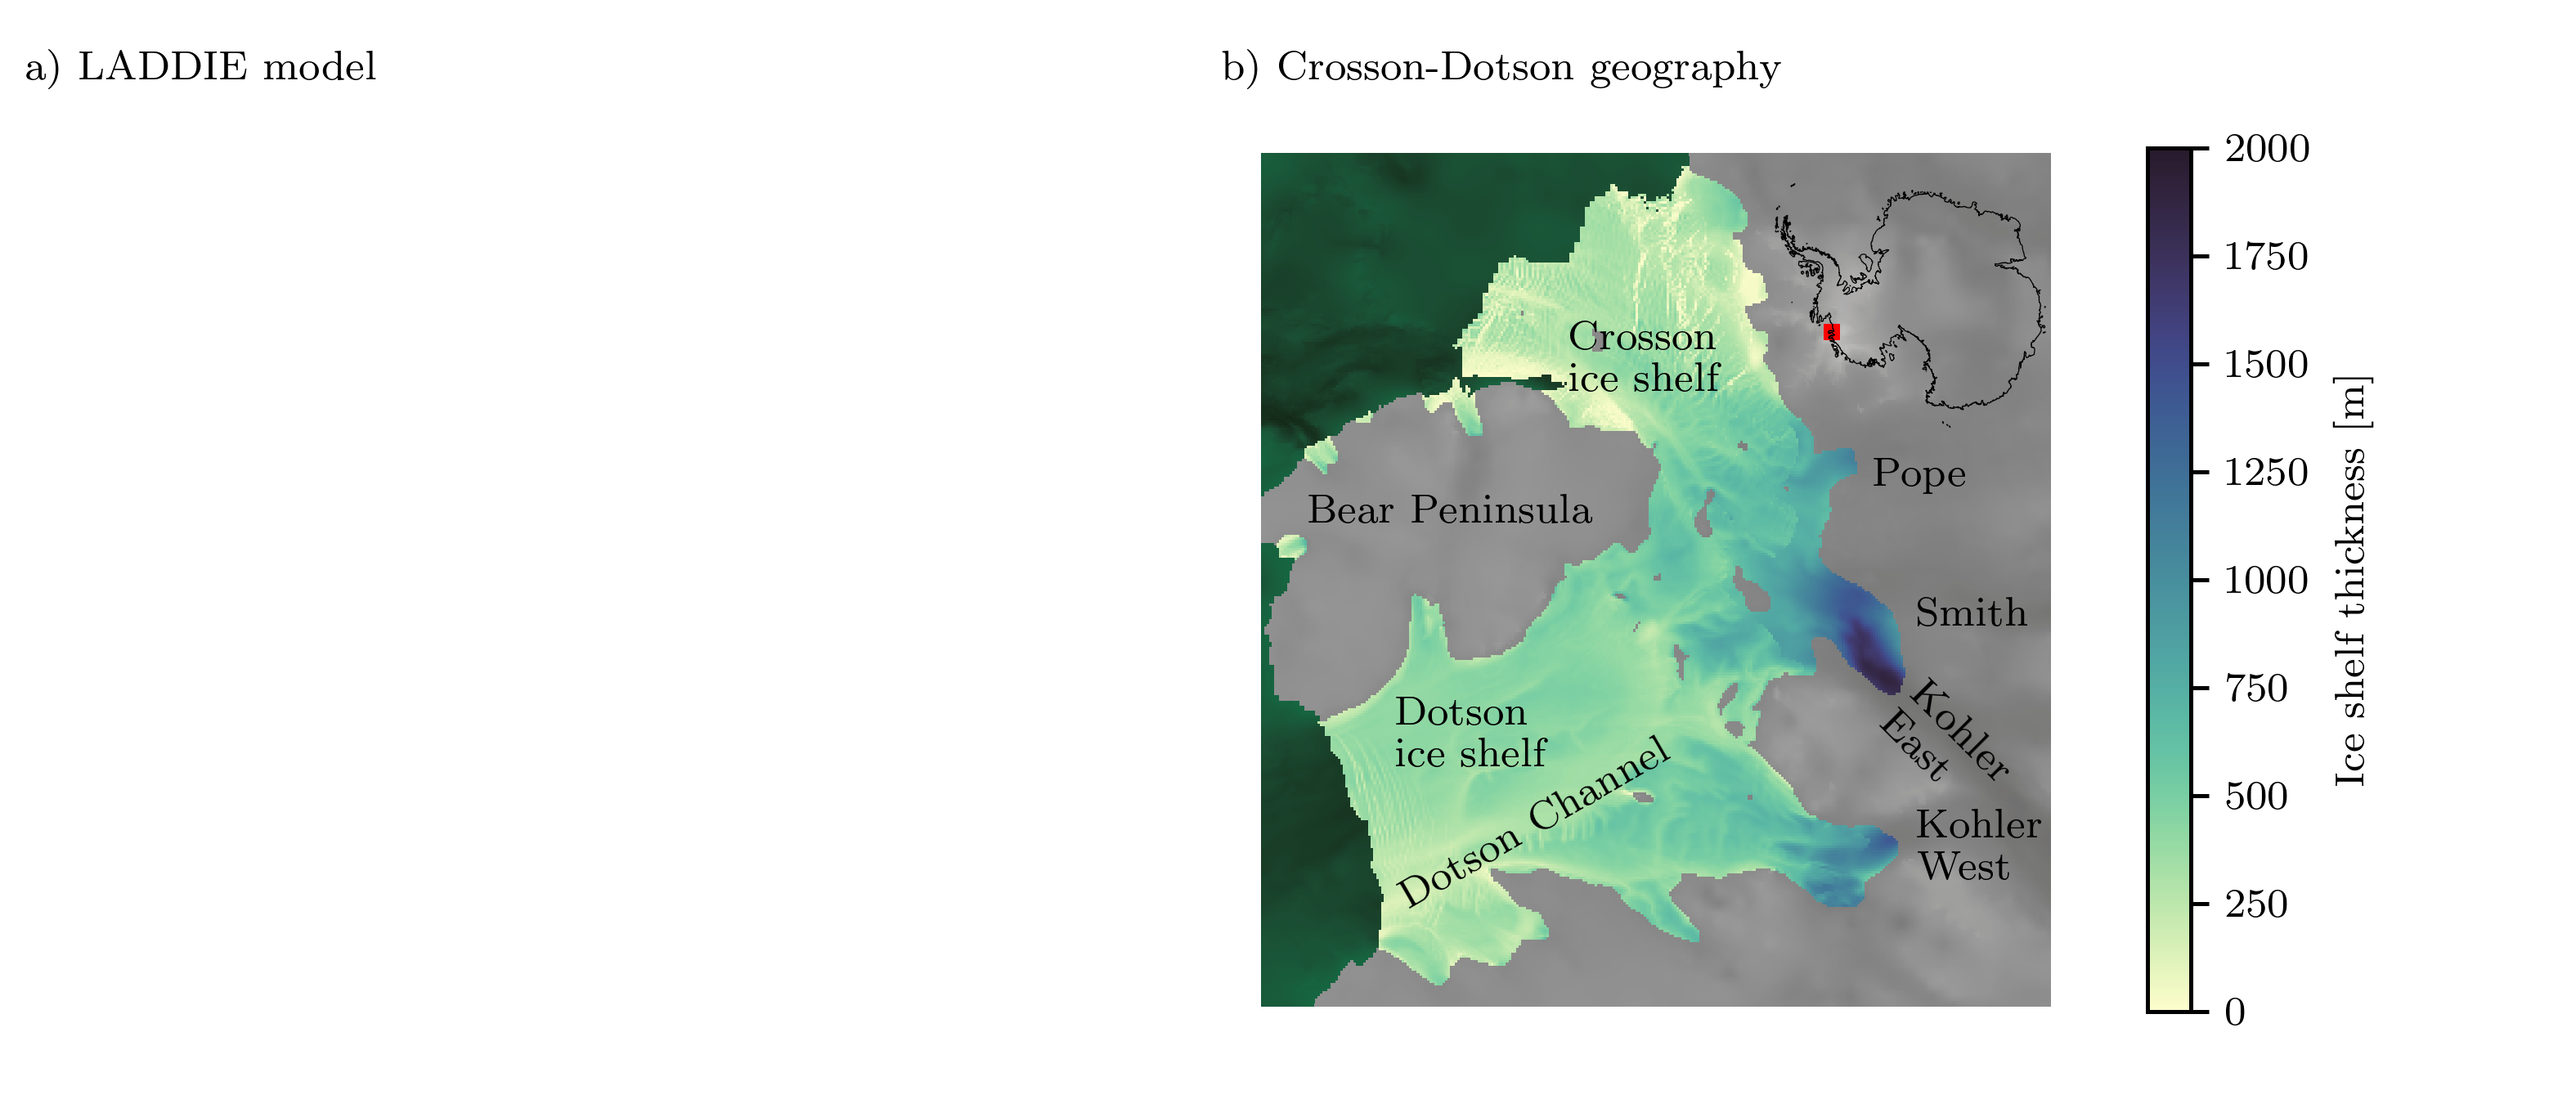 a) LADDIE model
b) Crosson-Dotson geography
Crosson
ice shelf
Pope
Bear Peninsula
Smith
Kohler
East
Dotson
ice shelf
Dotson Channel
Kohler
West
2000
1750
1500
1250
1000
750
500
250
0
Ice shelf thickness [m]